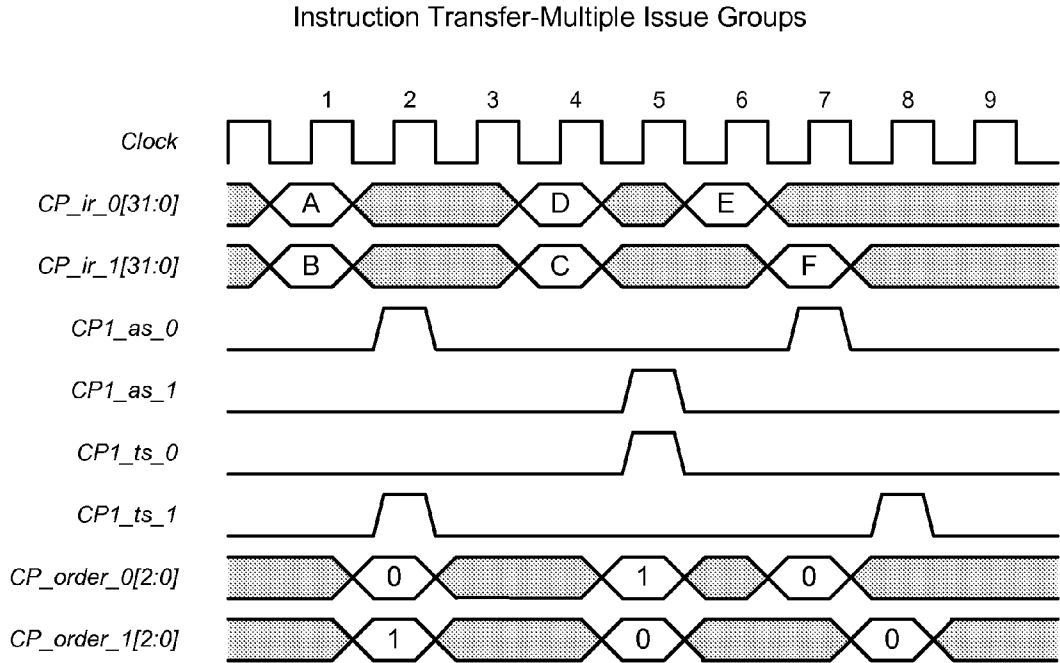 Instruction Transfer-Multiple Issue Groups
1 2 3 4 5 6 7 8 9
Clock
CP_ir_0[31:0] A D E
CP_ir_1[31:0] B C F
CP1_as_0
CP1_as_1
CP1_ts_0
CP1_ts_1
CP_order_0[2:0] 0 1 0
CP_order_1[2:0] 1 0 0